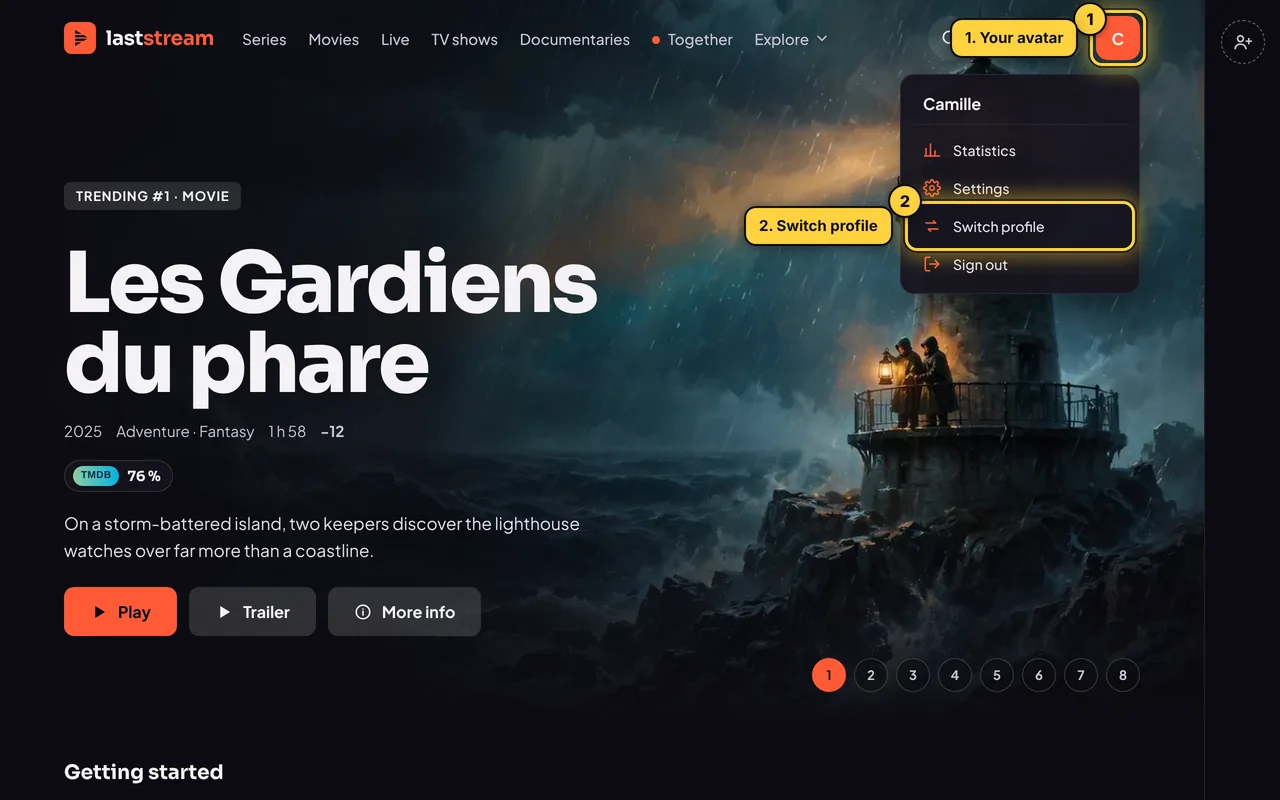 laststream
Series
Movies
Live
TV shows
Documentaries
Together
Explore
1. Your avatar
1
C
Camille
Statistics
Settings
2
2. Switch profile
Switch profile
Sign out
TRENDING #1 · MOVIE
Les Gardiens
du phare
2025 Adventure · Fantasy 1 h 58 -12
TMDB 76 %
On a storm-battered island, two keepers discover the lighthouse
watches over far more than a coastline.
Play
Trailer
More info
1 2 3 4 5 6 7 8
Getting started